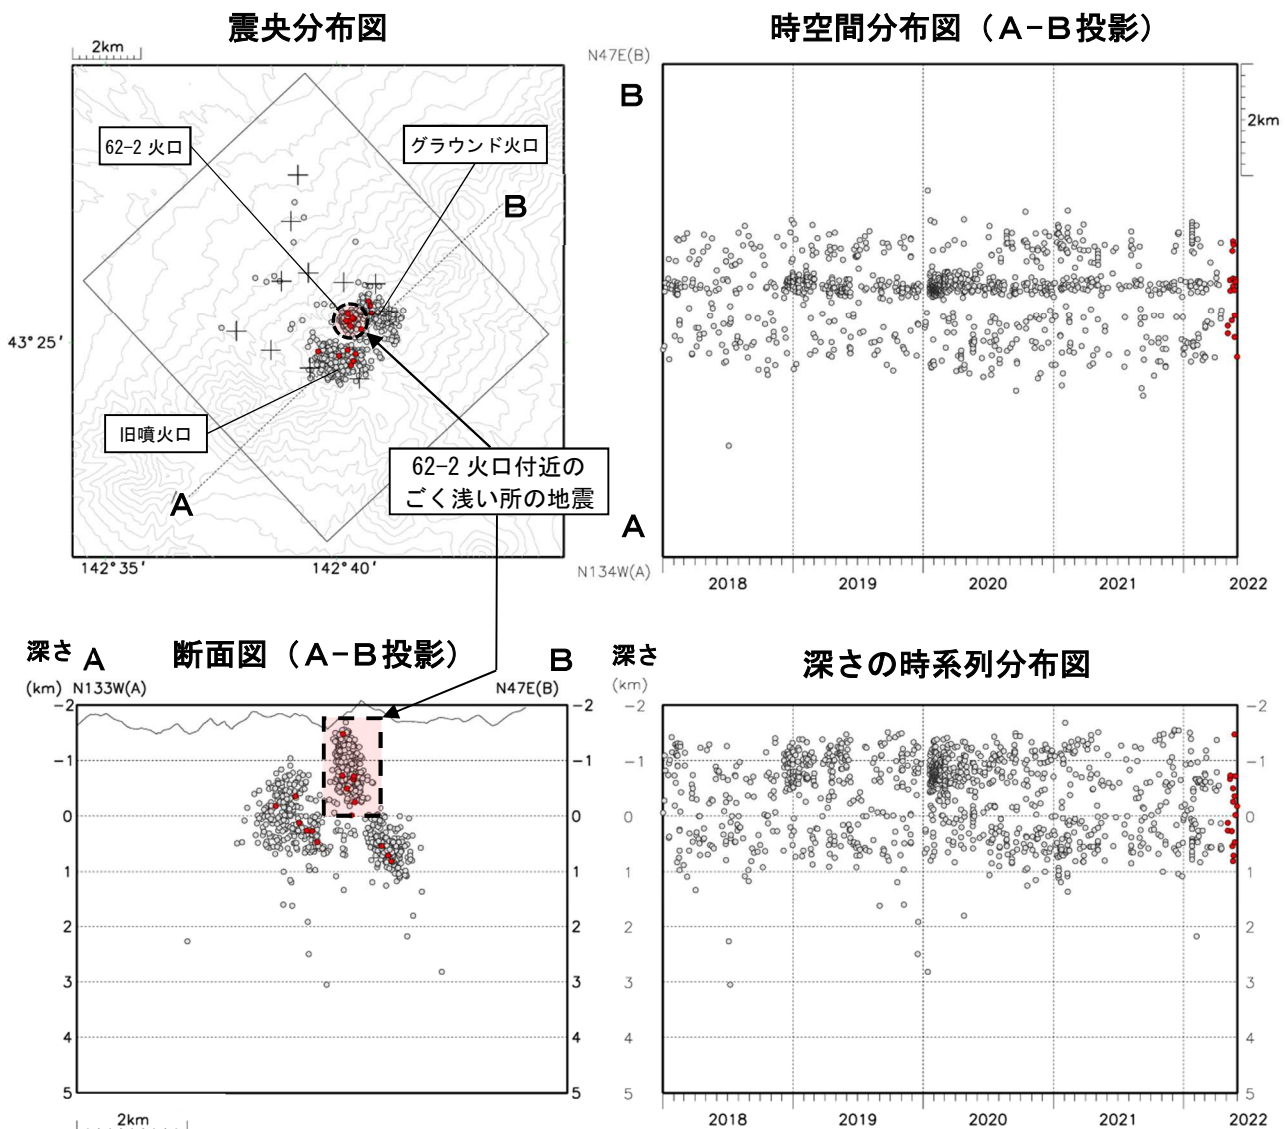 震央分布図
2km
62-2 火口
グラウンド火口
B
43°25′
旧噴火口
A
62-2 火口付近の
ごく浅い所の地震
142°35′
142°40′
時空間分布図（A-B投影）
N47E(B)
B
2km
A
N134W(A)
2018
2019
2020
2021
2022
深さ A 断面図（A-B投影） B
(km) N133W(A) N47E(B)
-2 -2
-1 -1
0 0
1 1
2 2
3 3
4 4
5 5
2km
深さ 深さの時系列分布図
(km)
-2 -2
-1 -1
0 0
1 1
2 2
3 3
4 4
5 5
2018
2019
2020
2021
2022